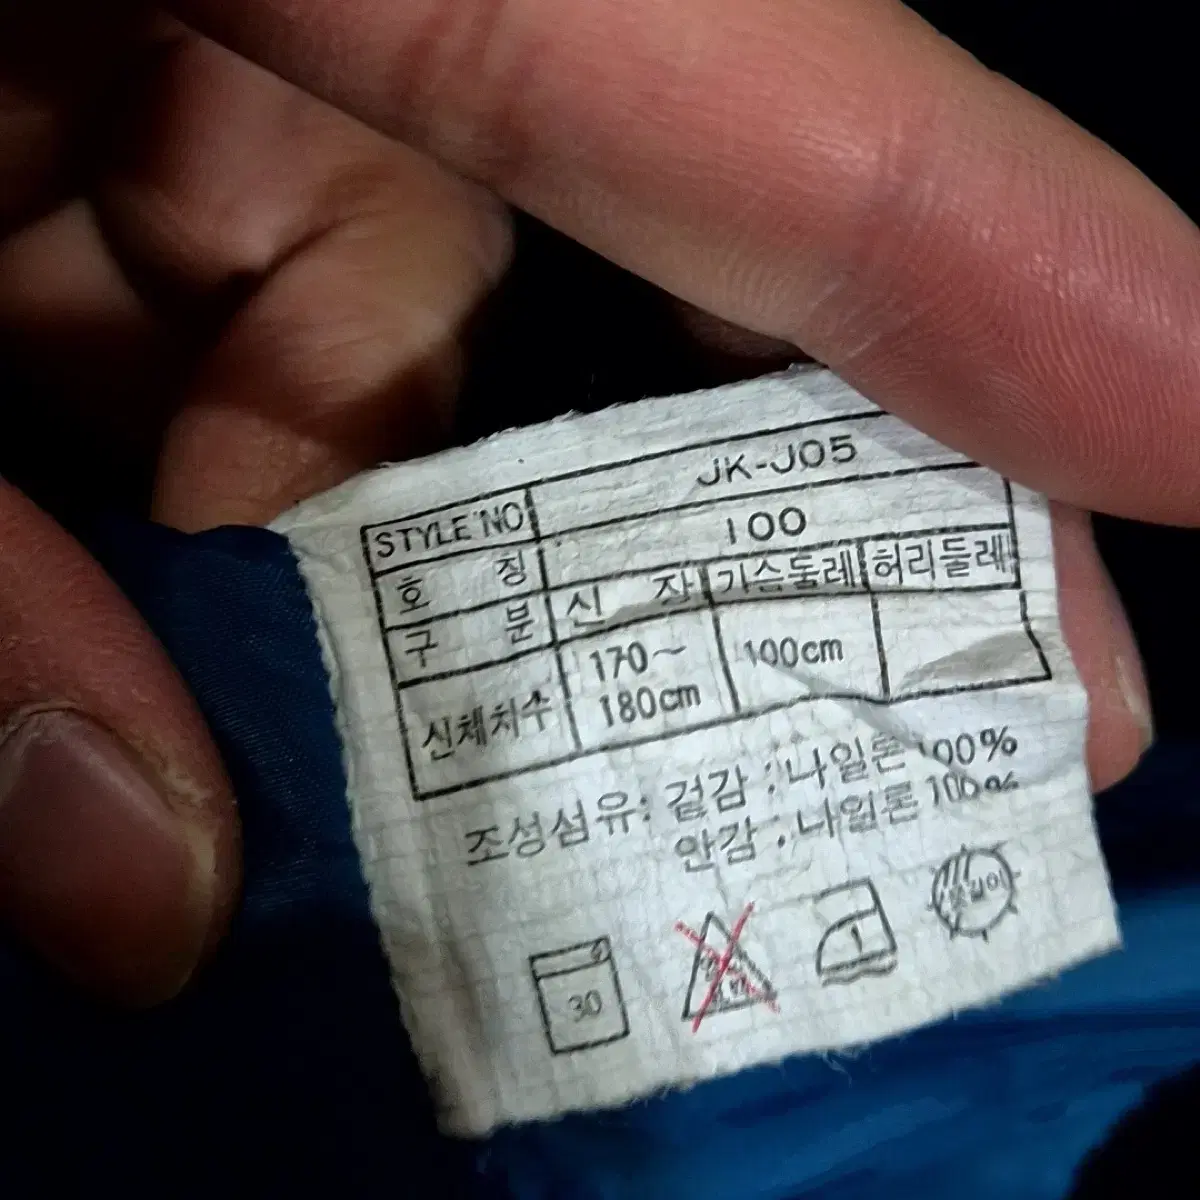 STYLE NO JK-J05
호 칭 100
구 분 신 장 가슴둘레 허리둘레
신체치수 170~ 180cm 100cm
조성섬유: 겉감 : 나일론 100%
안감 : 나일론 100%
30
1